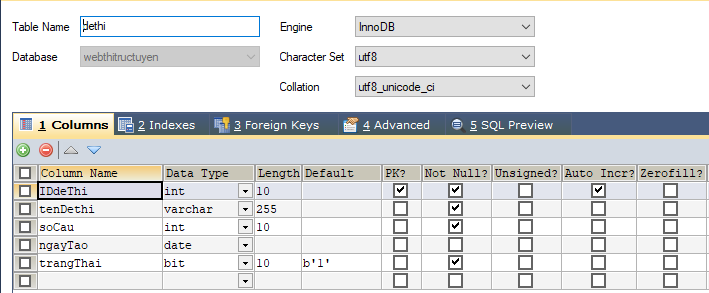 Table Name dethi Engine InnoDB
Database webthitructuyen Character Set utf8
Collation utf8_unicode_ci
1 Columns 2 Indexes 3 Foreign Keys 4 Advanced 5 SQL Preview
Column Name Data Type Length Default PK? Not Null? Unsigned? Auto Incr? Zerofill?
IDdeThi int 10
tenDethi varchar 255
soCau int 10
ngayTao date
trangThai bit 10 b'1'